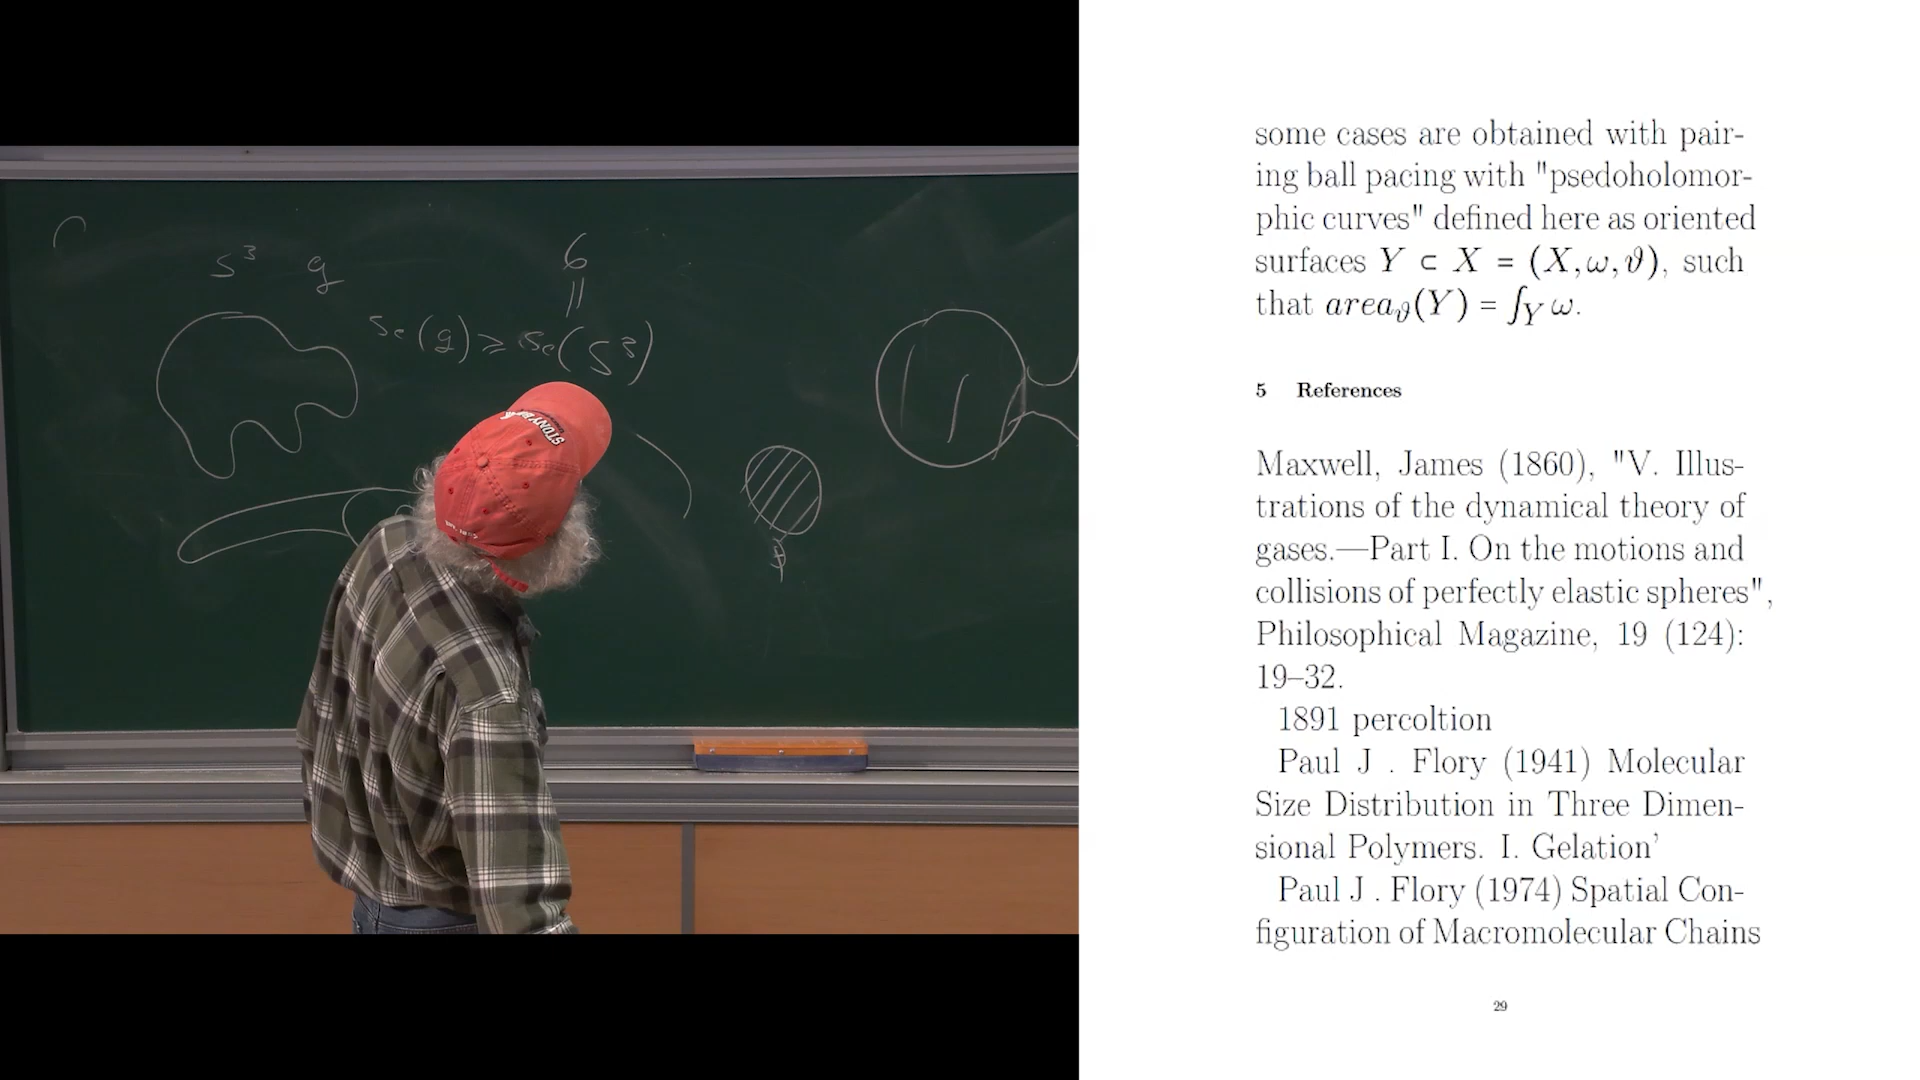 S³ g
6
||
Sc(g) ≥ Sc(S³)
STONY
some cases are obtained with pair-
ing ball pacing with "psedoholomor-
phic curves" defined here as oriented
surfaces Y ⊂ X = (X, ω, ϑ), such
that area_ϑ(Y) = ∫_Y ω.
5 References
Maxwell, James (1860), "V. Illus-
trations of the dynamical theory of
gases.—Part I. On the motions and
collisions of perfectly elastic spheres",
Philosophical Magazine, 19 (124):
19–32.
1891 percoltion
Paul J . Flory (1941) Molecular
Size Distribution in Three Dimen-
sional Polymers. I. Gelation'
Paul J . Flory (1974) Spatial Con-
figuration of Macromolecular Chains
29